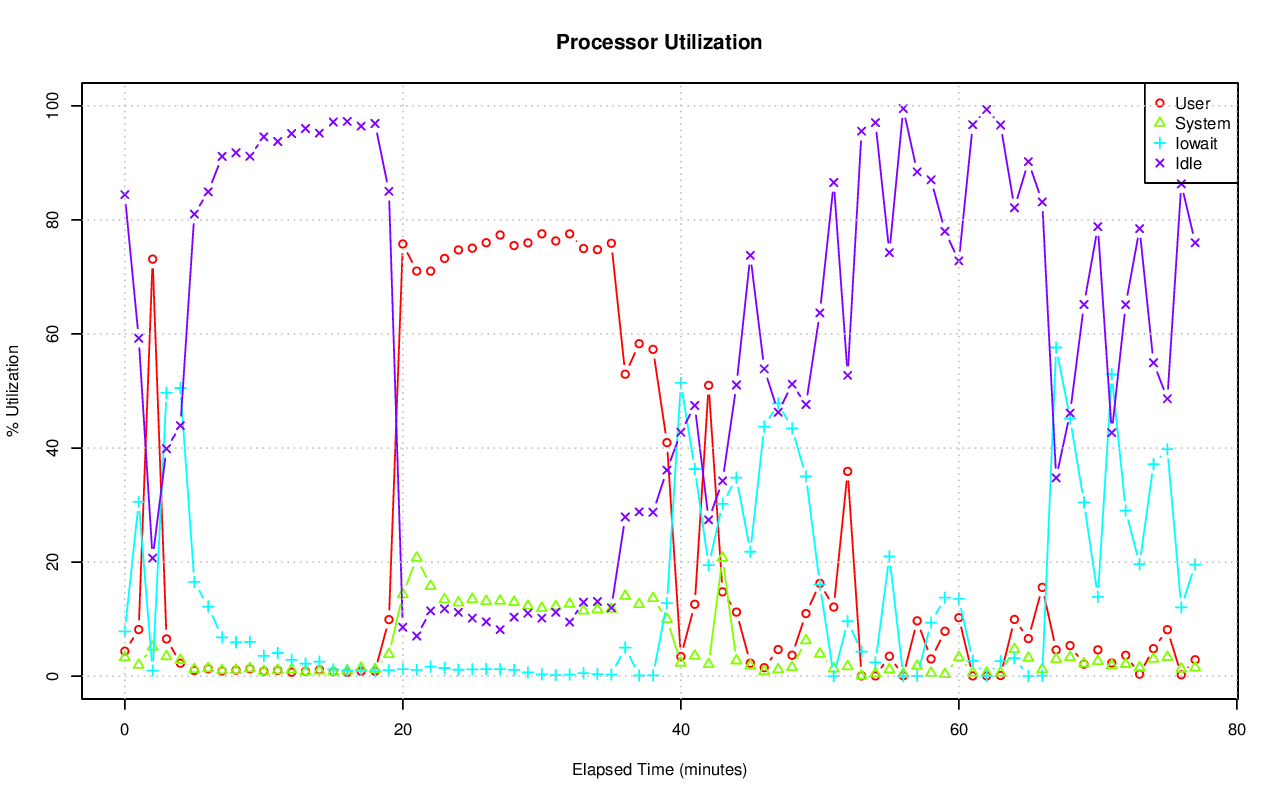 Processor Utilization
User
System
Iowait
Idle
100
80
60
40
20
0
% Utilization
0 20 40 60 80
Elapsed Time (minutes)